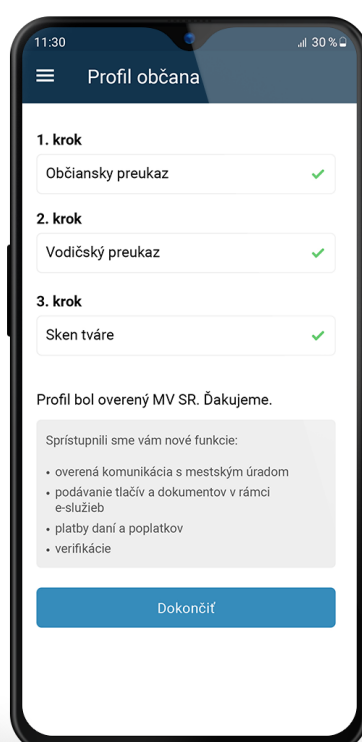 11:30
30 %
Profil občana
1. krok
Občiansky preukaz
2. krok
Vodičský preukaz
3. krok
Sken tváre
Profil bol overený MV SR. Ďakujeme.
Sprístupnili sme vám nové funkcie:
• overená komunikácia s mestským úradom
• podávanie tlačív a dokumentov v rámci
e-služieb
• platby daní a poplatkov
• verifikácie
Dokončiť